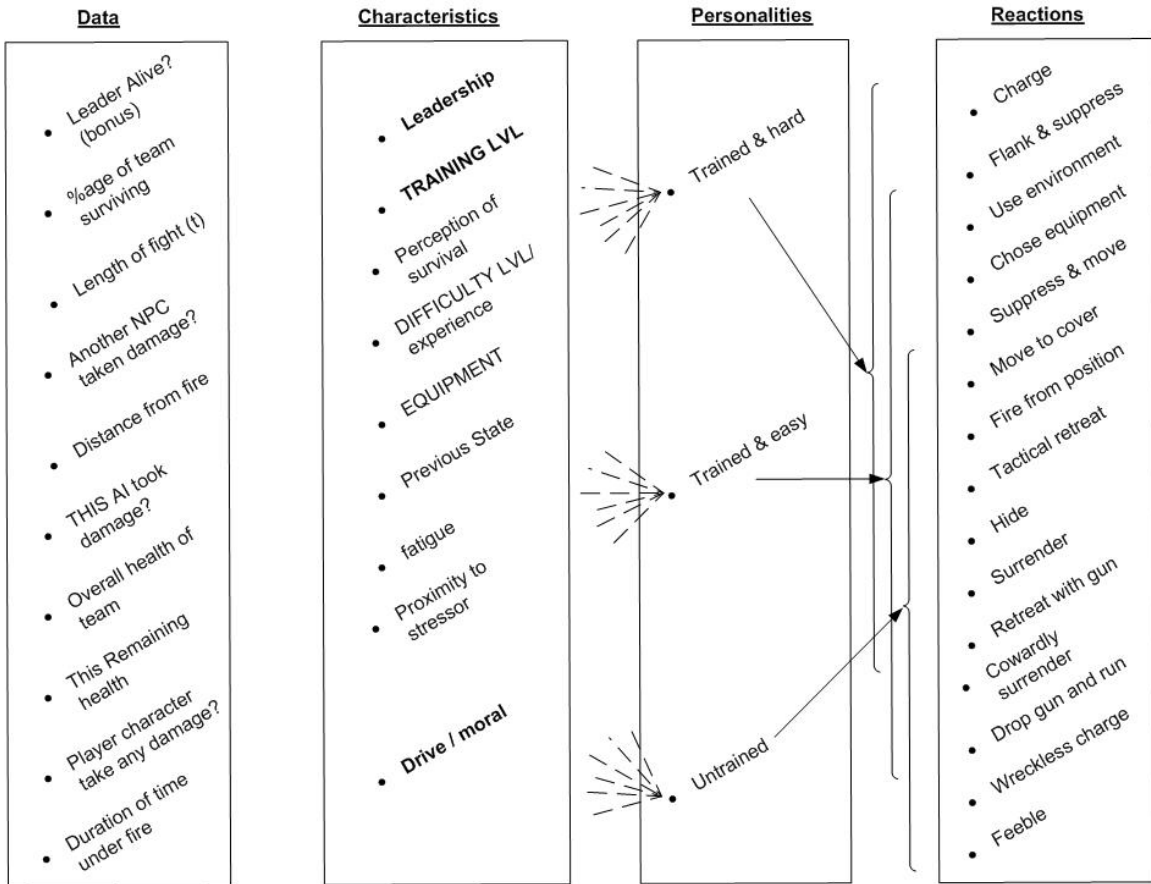 Data
Leader Alive?
(bonus)
%age of team
surviving
Length of fight (t)
Another NPC
taken damage?
Distance from fire
THIS AI took
damage?
Overall health of
team
This Remaining
health
Player character
take any damage?
Duration of time
under fire
Characteristics
Leadership
TRAINING LVL
Perception of
survival
DIFFICULTY LVL/
experience
EQUIPMENT
Previous State
fatigue
Proximity to
stressor
Drive / moral
Personalities
Trained & hard
Trained & easy
Untrained
Reactions
Charge
Flank & suppress
Use environment
Chose equipment
Suppress & move
Move to cover
Fire from position
Tactical retreat
Hide
Surrender
Retreat with gun
Cowardly
surrender
Drop gun and run
Wreckless charge
Feeble